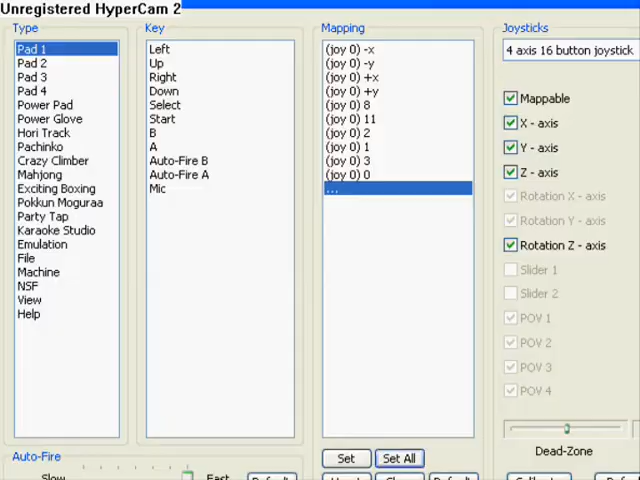 Unregistered HyperCam 2
Type
Pad 1
Pad 2
Pad 3
Pad 4
Power Pad
Power Glove
Hori Track
Pachinko
Crazy Climber
Mahjong
Exciting Boxing
Pokkun Moguraa
Party Tap
Karaoke Studio
Emulation
File
Machine
NSF
View
Help
Key
Left
Up
Right
Down
Select
Start
B
A
Auto-Fire B
Auto-Fire A
Mic
Mapping
(joy 0) -x
(joy 0) -y
(joy 0) +x
(joy 0) +y
(joy 0) 8
(joy 0) 11
(joy 0) 2
(joy 0) 1
(joy 0) 3
(joy 0) 0
...
Set
Set All
Joysticks
4 axis 16 button joystick
Mappable
X - axis
Y - axis
Z - axis
Rotation X - axis
Rotation Y - axis
Rotation Z - axis
Slider 1
Slider 2
POV 1
POV 2
POV 3
POV 4
Dead-Zone
Auto-Fire
Slow
Fast